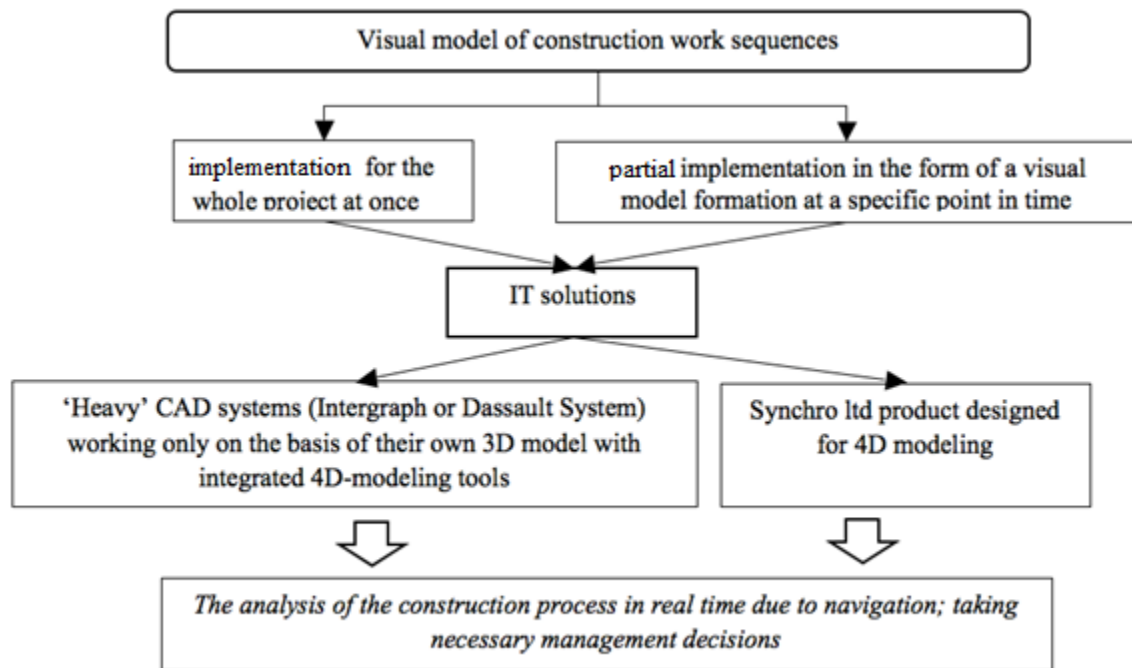 Visual model of construction work sequences
implementation for the
whole project at once
partial implementation in the form of a visual
model formation at a specific point in time
IT solutions
‘Heavy’ CAD systems (Intergraph or Dassault System)
working only on the basis of their own 3D model with
integrated 4D-modeling tools
Synchro ltd product designed
for 4D modeling
The analysis of the construction process in real time due to navigation; taking
necessary management decisions